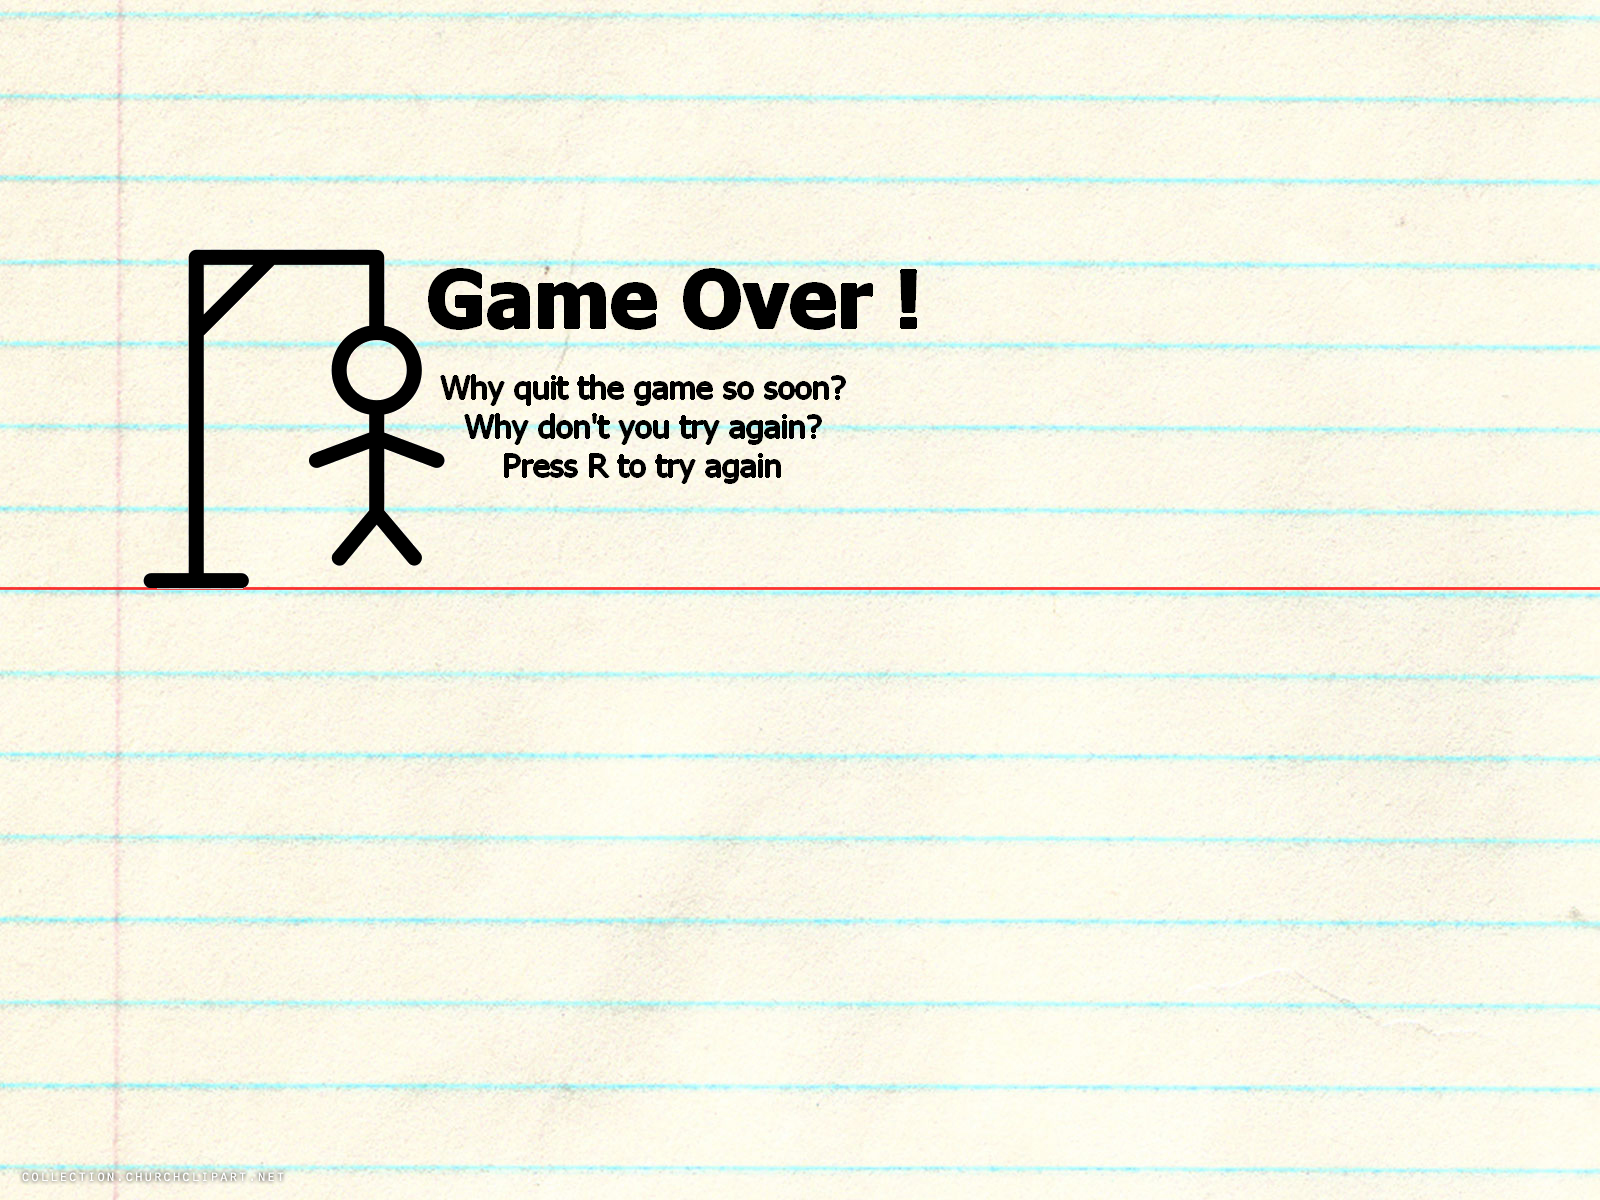 Game Over !
Why quit the game so soon?
Why don't you try again?
Press R to try again
COLLECTION.CHURCHCLIPART.NET